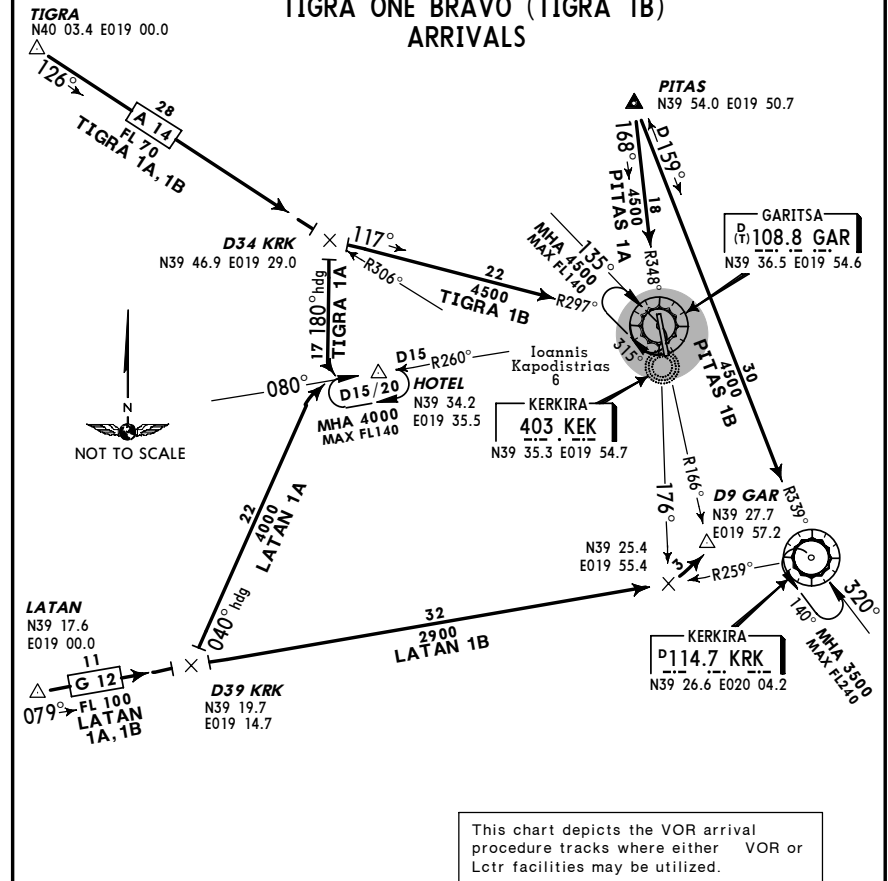 TIGRA ONE BRAVO (TIGRA 1B)
ARRIVALS
TIGRA
N40 03.4 E019 00.0
126°
28
A 14
FL 70
TIGRA 1A, 1B
PITAS
N39 54.0 E019 50.7
168°
D159°
18
4500
PITAS 1A
R348°
GARITSA
D
(T)108.8 GAR
N39 36.5 E019 54.6
D34 KRK
N39 46.9 E019 29.0
117°
R306°
22
4500
TIGRA 1B
R297°
MHA 4500
MAX FL140
135°
315°
180°hdg
17
TIGRA 1A
30
4500
PITAS 1B
N
NOT TO SCALE
080°
D15
R260°
D15/20
HOTEL
N39 34.2
E019 35.5
MHA 4000
MAX FL140
Ioannis
Kapodistrias
6
KERKIRA
403 KEK
N39 35.3 E019 54.7
R166°
176°
D9 GAR
N39 27.7
E019 57.2
R339°
N39 25.4
E019 55.4
3
R259°
320°
140°
MHA 3500
MAX FL240
KERKIRA
D114.7 KRK
N39 26.6 E020 04.2
22
4000
LATAN 1A
040°hdg
32
2900
LATAN 1B
LATAN
N39 17.6
E019 00.0
11
G 12
079°
FL 100
LATAN
1A,1B
D39 KRK
N39 19.7
E019 14.7
This chart depicts the VOR arrival
procedure tracks where either VOR or
Lctr facilities may be utilized.